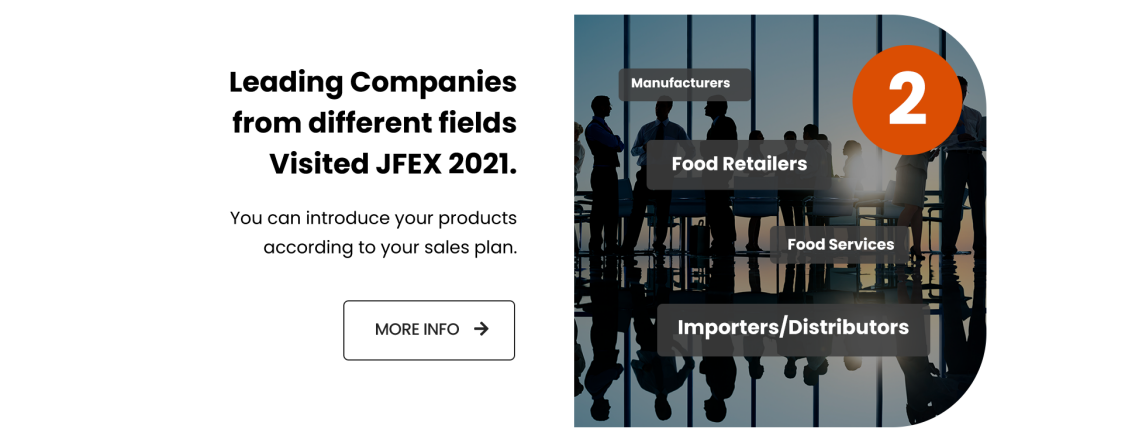 Leading Companies
from different fields
Visited JFEX 2021.
You can introduce your products
according to your sales plan.
MORE INFO
2
Manufacturers
Food Retailers
Food Services
Importers/Distributors